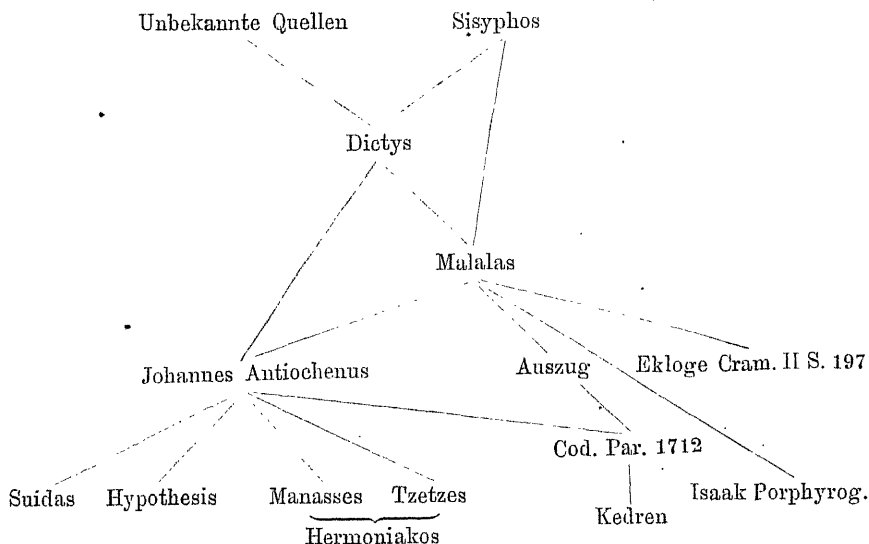 Unbekannte Quellen Sisyphos
Dictys
Malalas
Johannes Antiochenus Auszug Ekloge Cram. II S. 197
Cod. Par. 1712
Suidas Hypothesis Manasses Tzetzes Isaak Porphyrog.
Kedren
Hermoniakos